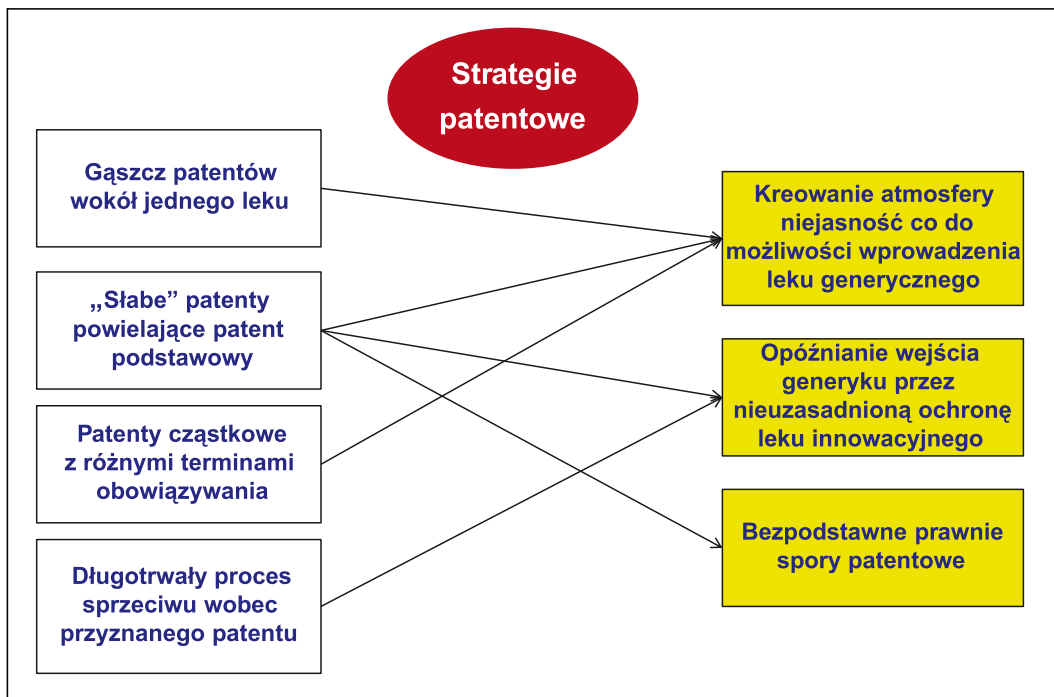 Strategie
patentowe
Gąszcz patentów
wokół jednego leku
„Słabe” patenty
powielające patent
podstawowy
Patenty cząstkowe
z różnymi terminami
obowiązywania
Długotrwały proces
sprzeciwu wobec
przyznanego patentu
Kreowanie atmosfery
niejasność co do
możliwości wprowadzenia
leku generycznego
Opóźnianie wejścia
generyku przez
nieuzasadnioną ochronę
leku innowacyjnego
Bezpodstawne prawnie
spory patentowe